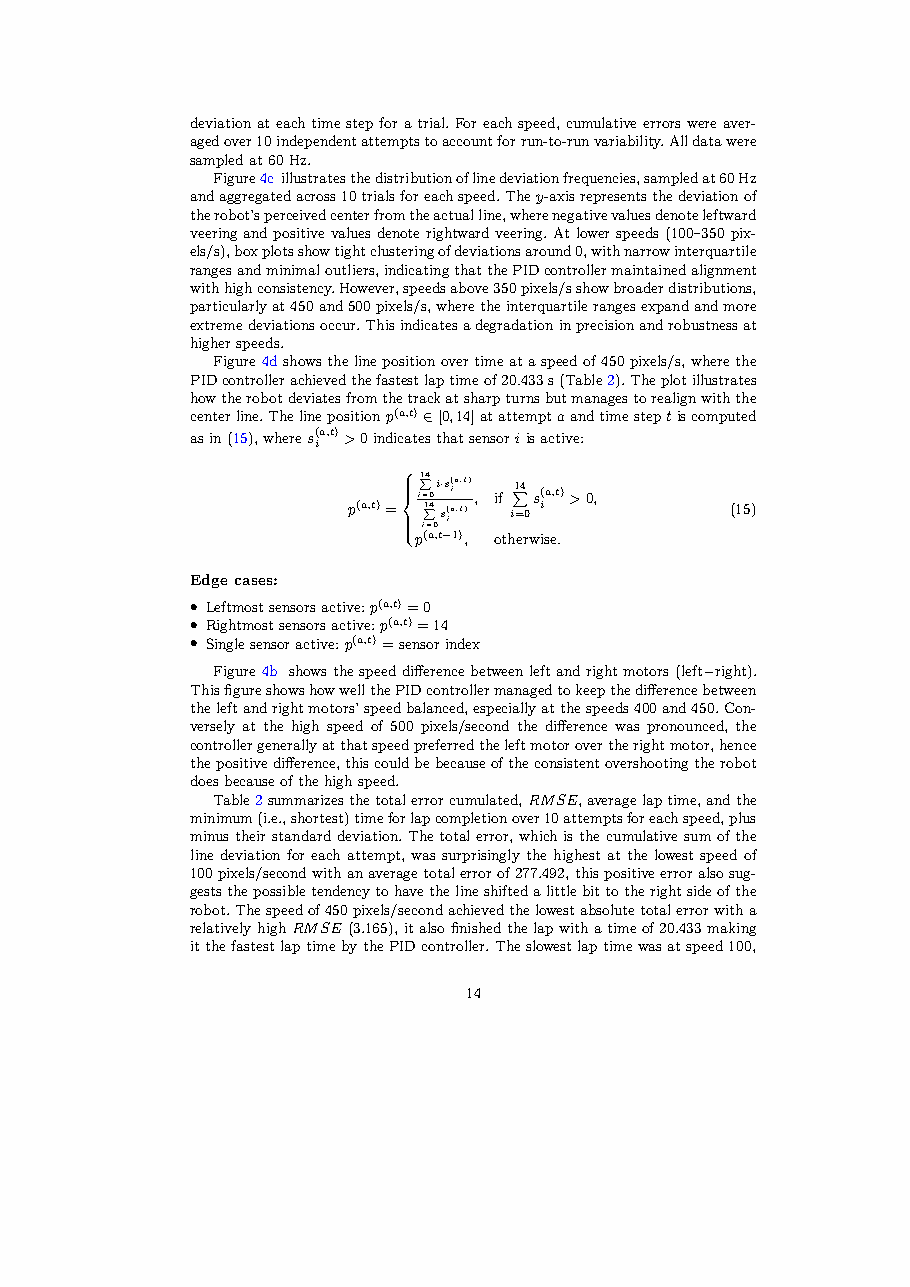 deviation at each time step for a trial. For each speed, cumulative errors were aver-
aged over 10 independent attempts to account for run-to-run variability. All data were
sampled at 60 Hz.
Figure 4c illustrates the distribution of line deviation frequencies, sampled at 60 Hz
and aggregated across 10 trials for each speed. The y-axis represents the deviation of
the robot's perceived center from the actual line, where negative values denote leftward
veering and positive values denote rightward veering. At lower speeds (100–350 pix-
els/s), box plots show tight clustering of deviations around 0, with narrow interquartile
ranges and minimal outliers, indicating that the PID controller maintained alignment
with high consistency. However, speeds above 350 pixels/s show broader distributions,
particularly at 450 and 500 pixels/s, where the interquartile ranges expand and more
extreme deviations occur. This indicates a degradation in precision and robustness at
higher speeds.
Figure 4d shows the line position over time at a speed of 450 pixels/s, where the
PID controller achieved the fastest lap time of 20.433 s (Table 2). The plot illustrates
how the robot deviates from the track at sharp turns but manages to realign with the
center line. The line position p^{(a,t)} ∈ [0, 14] at attempt a and time step t is computed
as in (15), where s_i^{(a,t)} > 0 indicates that sensor i is active:
p^{(a,t)} = { \frac{\sum_{i=0}^{14} i·s_i^{(a,t)}}{\sum_{i=0}^{14} s_i^{(a,t)}}, if \sum_{i=0}^{14} s_i^{(a,t)} > 0, (15)
p^{(a,t−1)}, otherwise.
Edge cases:
• Leftmost sensors active: p^{(a,t)} = 0
• Rightmost sensors active: p^{(a,t)} = 14
• Single sensor active: p^{(a,t)} = sensor index
Figure 4b shows the speed difference between left and right motors (left−right).
This figure shows how well the PID controller managed to keep the difference between
the left and right motors' speed balanced, especially at the speeds 400 and 450. Con-
versely at the high speed of 500 pixels/second the difference was pronounced, the
controller generally at that speed preferred the left motor over the right motor, hence
the positive difference, this could be because of the consistent overshooting the robot
does because of the high speed.
Table 2 summarizes the total error cumulated, RMSE, average lap time, and the
minimum (i.e., shortest) time for lap completion over 10 attempts for each speed, plus
minus their standard deviation. The total error, which is the cumulative sum of the
line deviation for each attempt, was surprisingly the highest at the lowest speed of
100 pixels/second with an average total error of 277.492, this positive error also sug-
gests the possible tendency to have the line shifted a little bit to the right side of the
robot. The speed of 450 pixels/second achieved the lowest absolute total error with a
relatively high RMSE (3.165), it also finished the lap with a time of 20.433 making
it the fastest lap time by the PID controller. The slowest lap time was at speed 100,
14